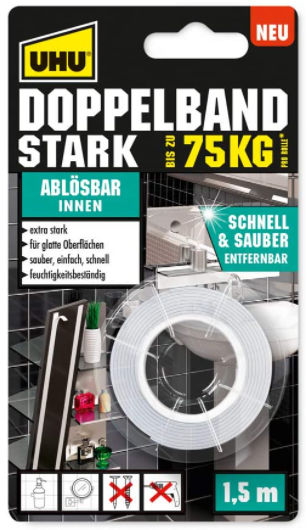 NEU
UHU
DOPPELBAND
STARK BIS ZU 75KG* PRO ROLLE*
ABLÖSBAR
INNEN
extra stark
für glatte Oberflächen
sauber, einfach, schnell
feuchtigkeitsbeständig
SCHNELL
& SAUBER
ENTFERNBAR
1,5 m